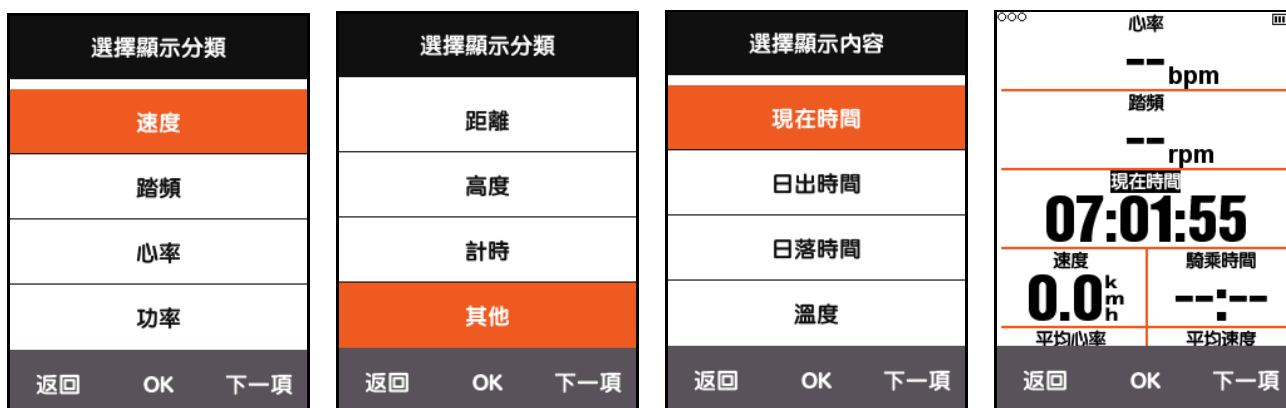 選擇顯示分類
速度
踏頻
心率
功率
返回 OK 下一項
選擇顯示分類
距離
高度
計時
其他
返回 OK 下一項
選擇顯示內容
現在時間
日出時間
日落時間
溫度
返回 OK 下一項
心率
--bpm
踏頻
--rpm
現在時間
07:01:55
速度 騎乘時間
0.0kmh --:--
平均心率 平均速度
返回 OK 下一項